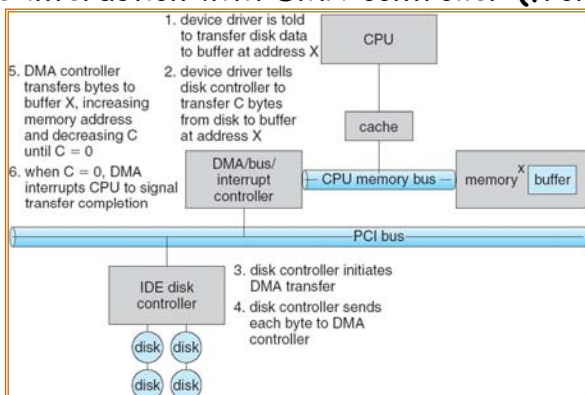 1. device driver is told
to transfer disk data
to buffer at address X
CPU
5. DMA controller
transfers bytes to
buffer X, increasing
memory address
and decreasing C
until C = 0
2. device driver tells
disk controller to
transfer C bytes
from disk to buffer
at address X
cache
6. when C = 0, DMA
interrupts CPU to signal
transfer completion
DMA/bus/
interrupt
controller
CPU memory bus
memory
X
buffer
PCI bus
IDE disk
controller
3. disk controller initiates
DMA transfer
4. disk controller sends
each byte to DMA
controller
disk
disk
disk
disk